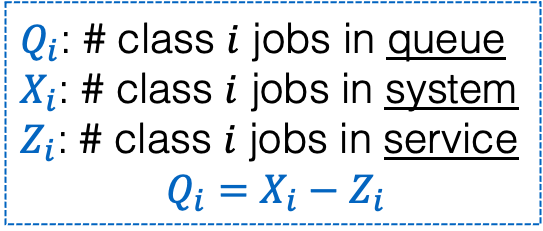 Qᵢ: # class i jobs in queue
Xᵢ: # class i jobs in system
Zᵢ: # class i jobs in service
Qᵢ = Xᵢ − Zᵢ